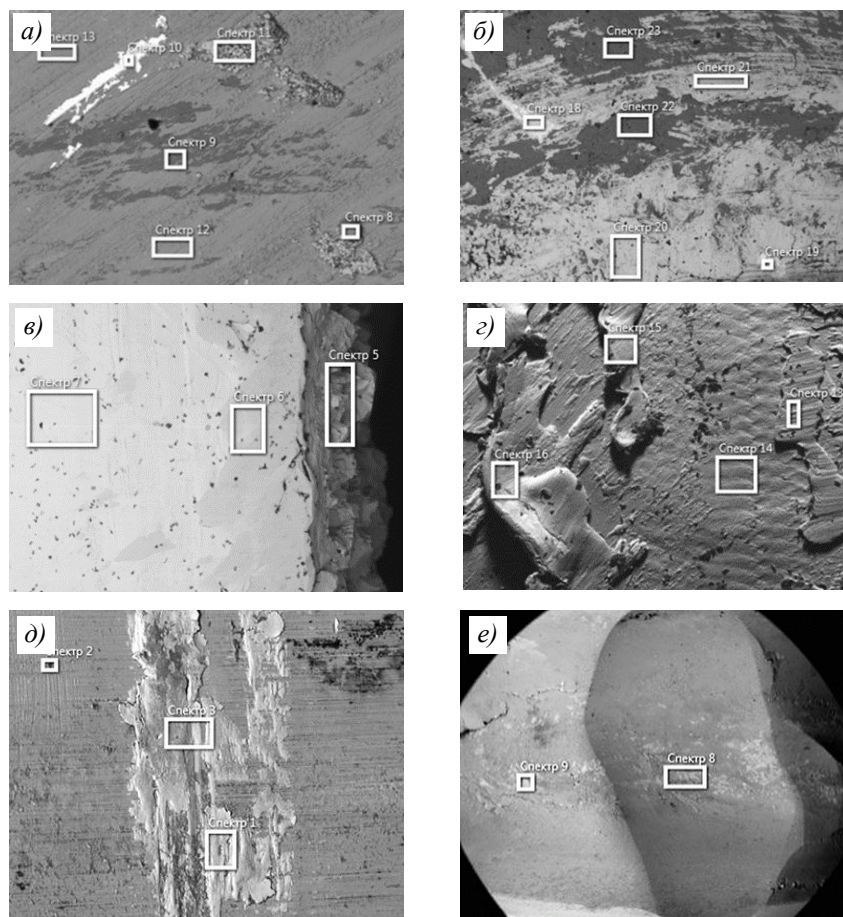 а)
Спектр 13
Спектр 10
Спектр 11
Спектр 9
Спектр 12
Спектр 8
б)
Спектр 23
Спектр 21
Спектр 18
Спектр 22
Спектр 20
Спектр 19
в)
Спектр 5
Спектр 7
Спектр 6
г)
Спектр 15
Спектр 13
Спектр 14
Спектр 16
д)
Спектр 2
Спектр 3
Спектр 1
е)
Спектр 9
Спектр 8